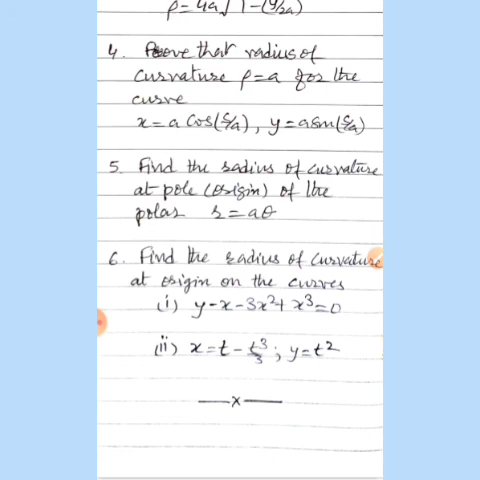 ρ = 4a√1-(y/2a)
4. Prove that radius of
curvature ρ=a for the
curve
x = a cos(s/a), y = a sin(s/a)
5. Find the radius of curvature
at pole (origin) of the
polar r = aθ
6. Find the radius of curvature
at origin on the curves
(i) y-x-3x²+x³=0
(ii) x=t-t³/3; y=t²
—x—